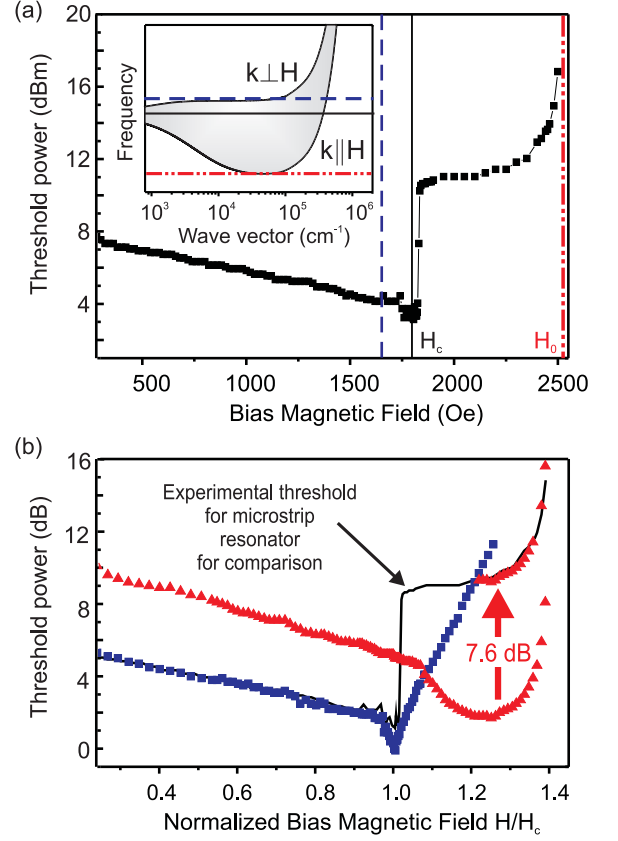 (a)
20
16
12
8
4
Threshold power (dBm)
Frequency
k⊥H
k||H
10³ 10⁴ 10⁵ 10⁶
Wave vector (cm⁻¹)
H_c
H₀
500 1000 1500 2000 2500
Bias Magnetic Field (Oe)
(b)
16
12
8
4
0
Threshold power (dB)
Experimental threshold
for microstrip
resonator
for comparison
7.6 dB
0.4 0.6 0.8 1.0 1.2 1.4
Normalized Bias Magnetic Field H/H_c